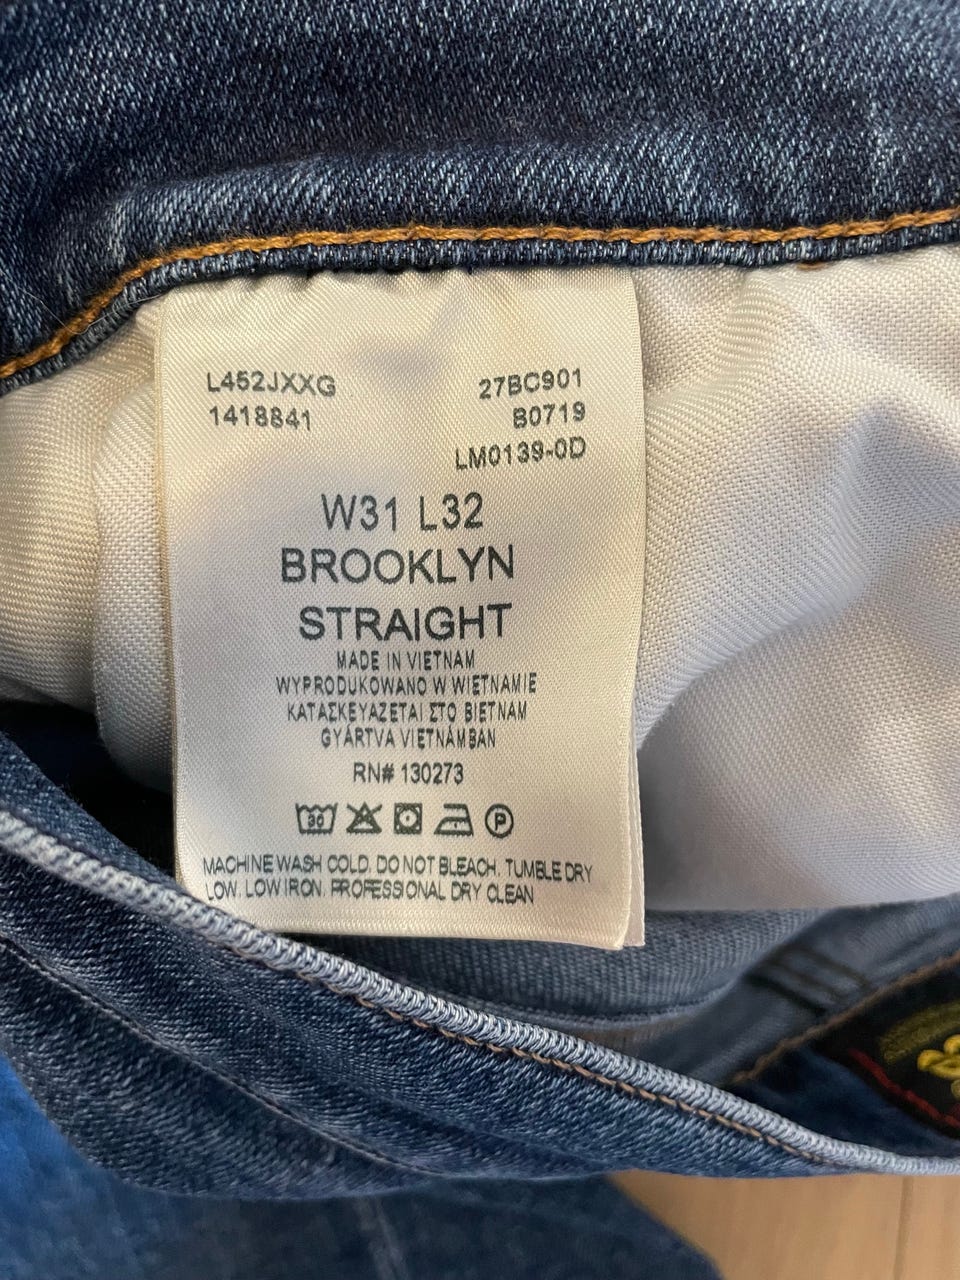 L452JXXG
1418841
27BC901
B0719
LM0139-0D
W31 L32
BROOKLYN
STRAIGHT
MADE IN VIETNAM
WYPRODUKOWANO W WIETNAMIE
ΚΑΤΑΣΚΕΥΑΖΕΤΑΙ ΣΤΟ ΒΙΕΤΝΑΜ
GYÁRTVA VIETNÁMBAN
RN# 130273
30 P
MACHINE WASH COLD. DO NOT BLEACH. TUMBLE DRY
LOW. LOW IRON. PROFESSIONAL DRY CLEAN